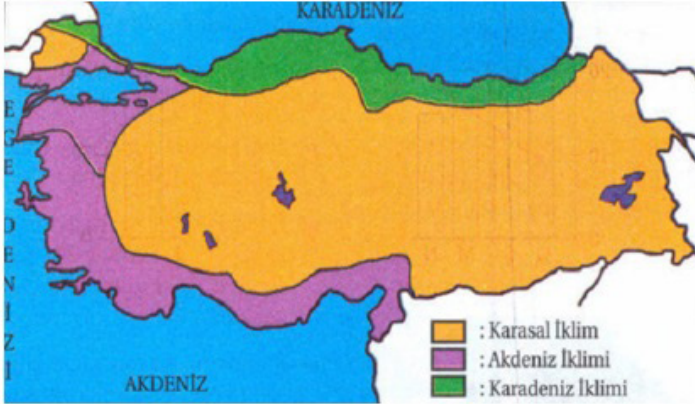 KARADENİZ
EGE DENİZİ
AKDENİZ
: Karasal İklim
: Akdeniz İklimi
: Karadeniz İklimi